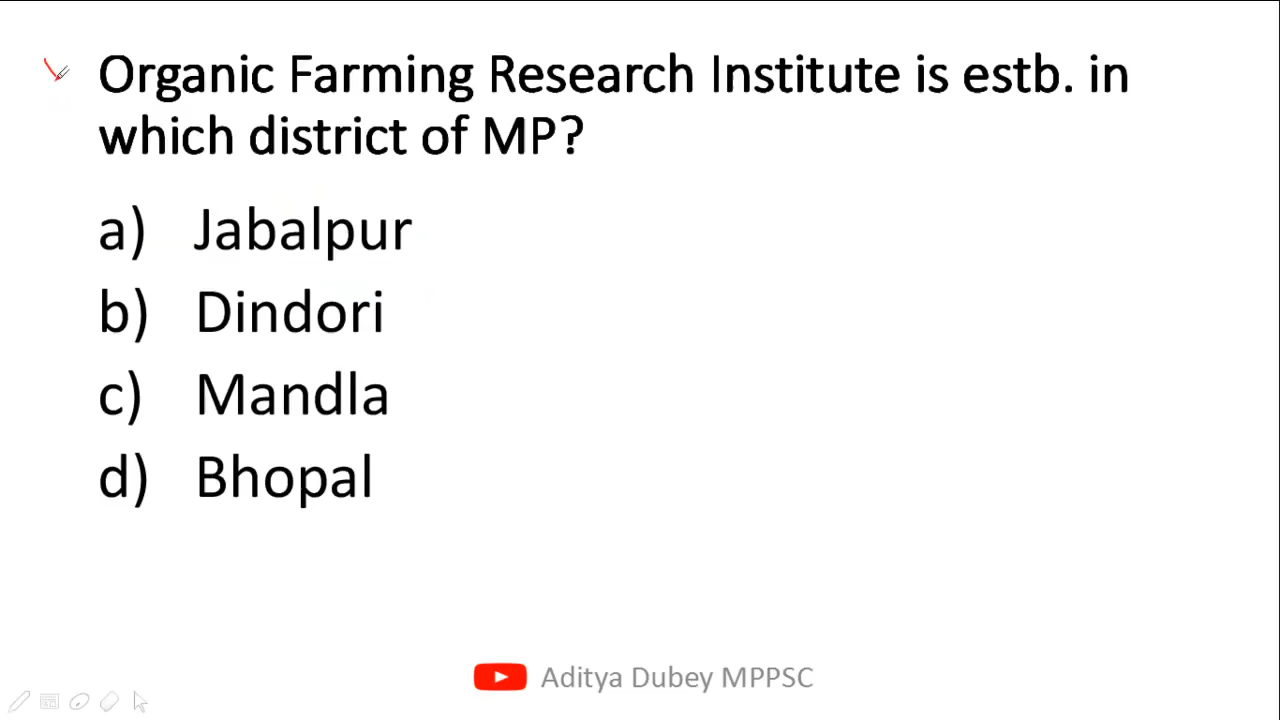 Organic Farming Research Institute is estb. in
which district of MP?
a) Jabalpur
b) Dindori
c) Mandla
d) Bhopal
Aditya Dubey MPPSC